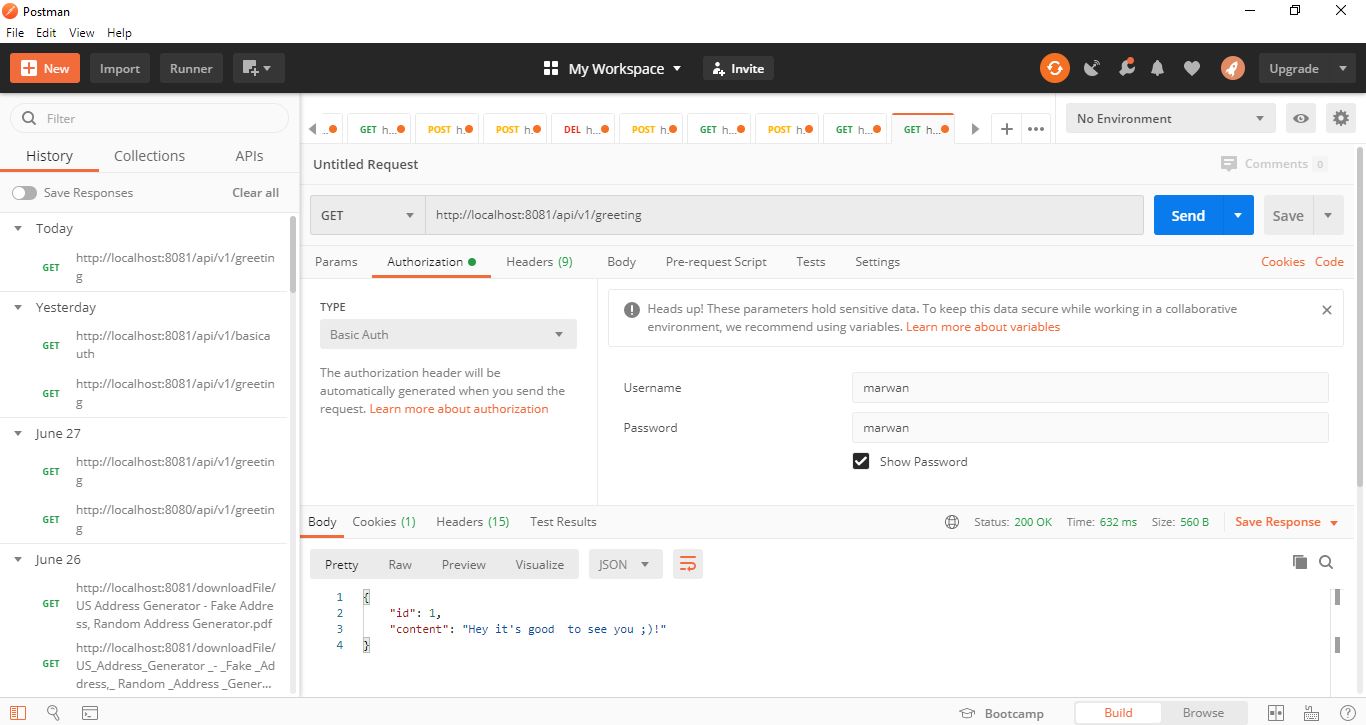 Postman
File Edit View Help
New Import Runner My Workspace Invite Upgrade
Filter
History Collections APIs
Save Responses Clear all
Today
GET http://localhost:8081/api/v1/greetin
g
Yesterday
GET http://localhost:8081/api/v1/basica
uth
GET http://localhost:8081/api/v1/greetin
g
June 27
GET http://localhost:8081/api/v1/greetin
g
GET http://localhost:8080/api/v1/greetin
g
June 26
GET http://localhost:8081/downloadFile/
US Address Generator - Fake Addre
ss, Random Address Generator.pdf
GET http://localhost:8081/downloadFile/
US_Address_Generator _- _Fake _Ad
dress,_ Random _Address _Gener...
... GET h... POST h. POST h. DEL h... POST h. GET h... POST h. GET h... GET h...
No Environment
Untitled Request
Comments 0
GET http://localhost:8081/api/v1/greeting Send Save
Params Authorization Headers (9) Body Pre-request Script Tests Settings Cookies Code
TYPE
Basic Auth
The authorization header will be
automatically generated when you send the
request. Learn more about authorization
Heads up! These parameters hold sensitive data. To keep this data secure while working in a collaborative
environment, we recommend using variables. Learn more about variables
Username marwan
Password marwan
Show Password
Body Cookies (1) Headers (15) Test Results Status: 200 OK Time: 632 ms Size: 560 B Save Response
Pretty Raw Preview Visualize JSON
1 {
2 "id": 1,
3 "content": "Hey it's good  to see you ;)!"
4 }
Bootcamp Build Browse